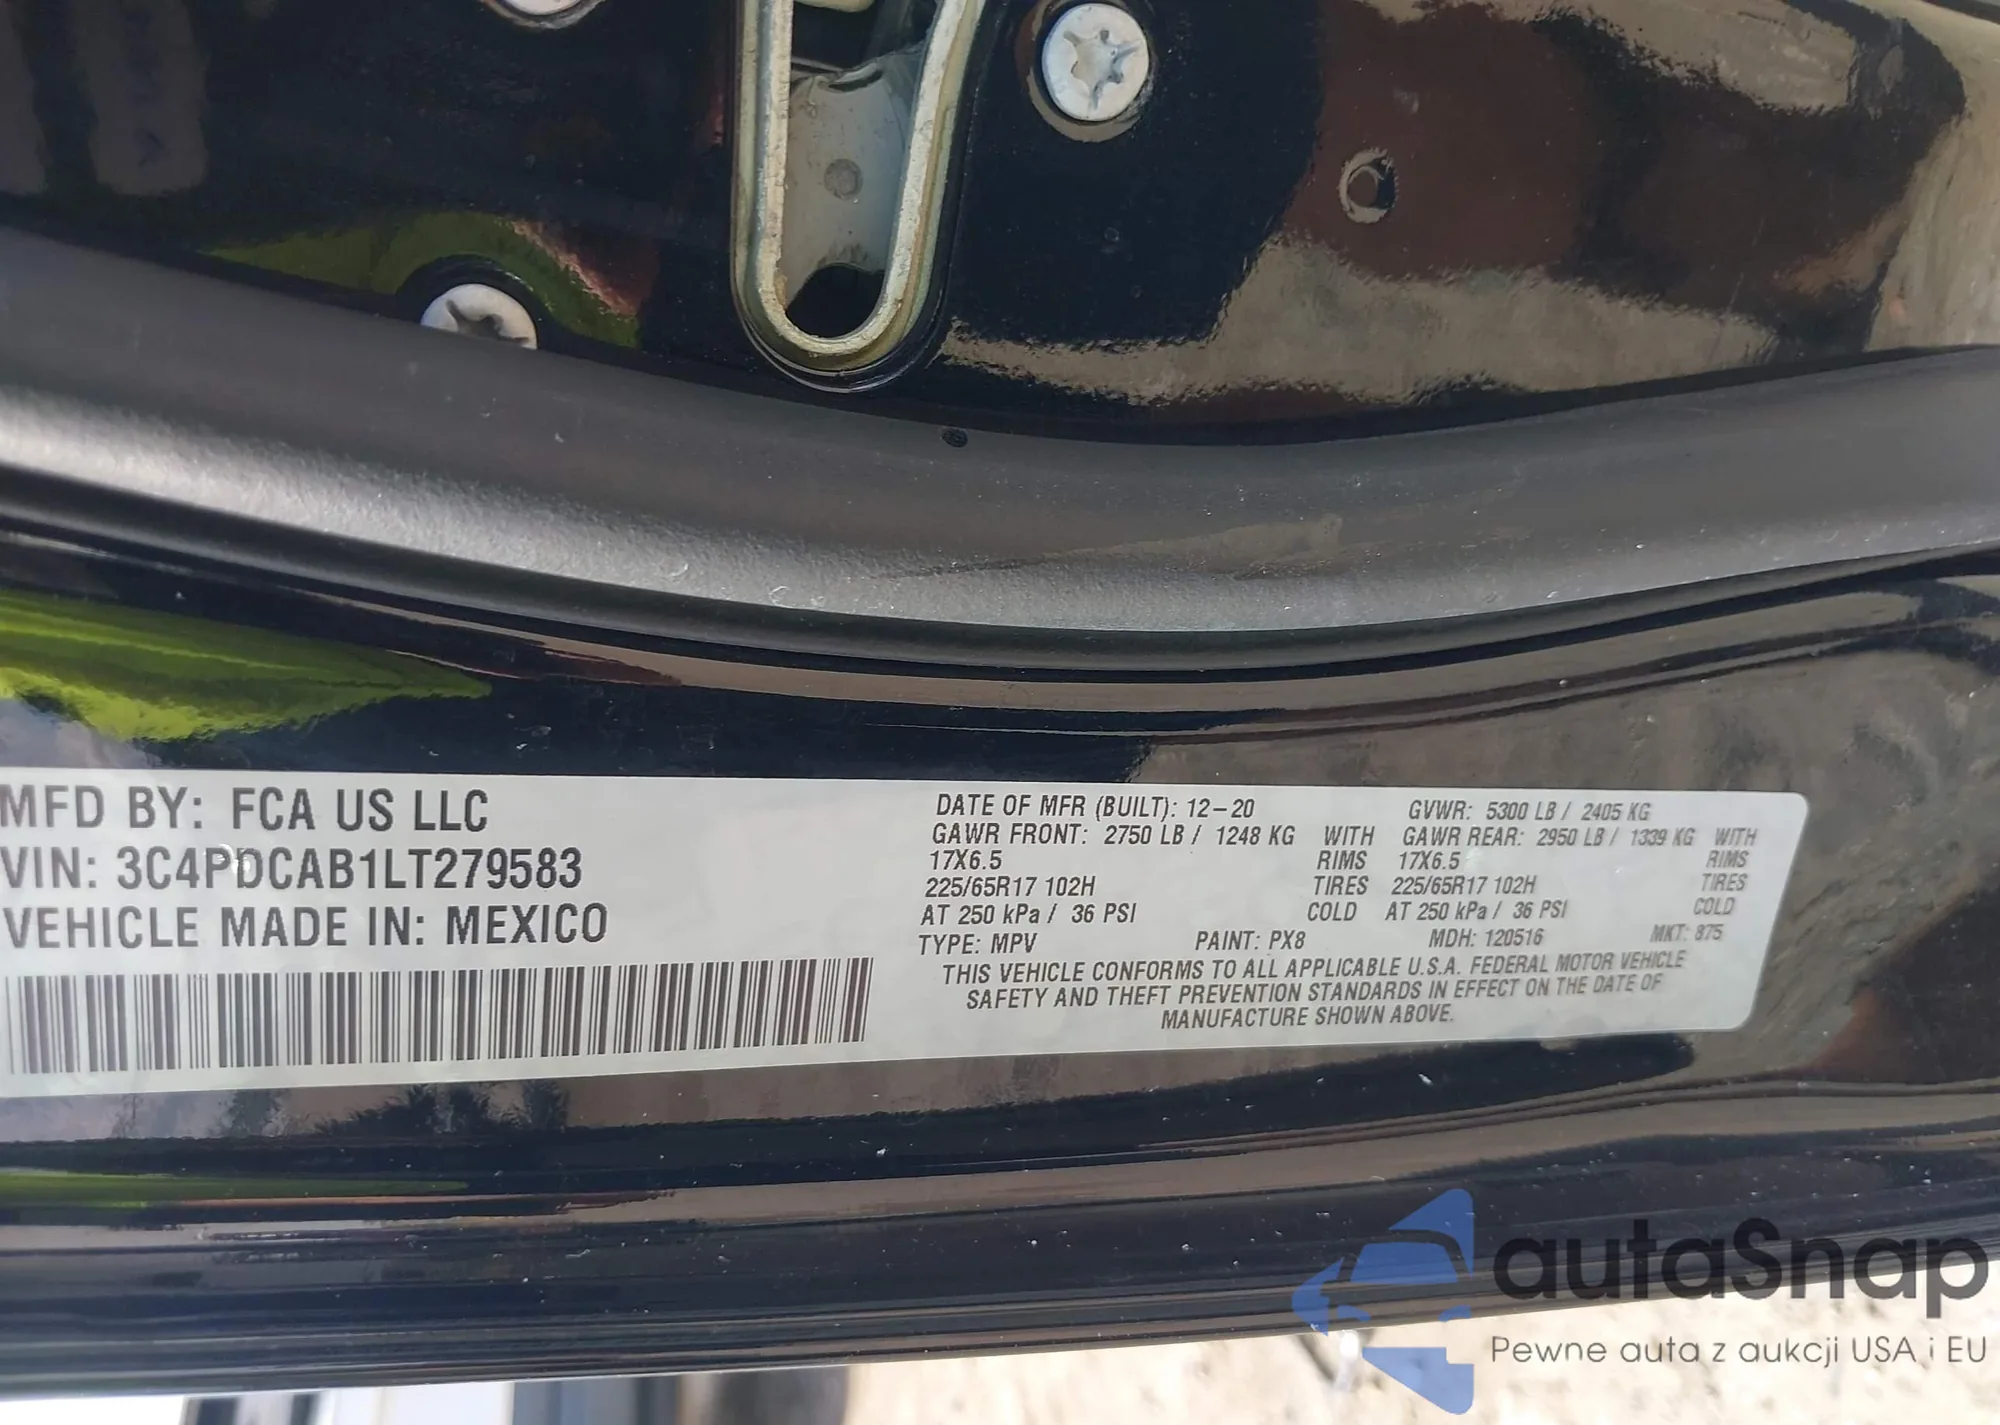 MFD BY: FCA US LLC
VIN: 3C4PDCAB1LT279583
VEHICLE MADE IN: MEXICO
DATE OF MFR (BUILT): 12-20 GVWR: 5300 LB / 2405 KG
GAWR FRONT: 2750 LB / 1248 KG WITH GAWR REAR: 2950 LB / 1339 KG WITH
17X6.5 RIMS 17X6.5 RIMS
225/65R17 102H TIRES 225/65R17 102H TIRES
AT 250 kPa / 36 PSI COLD AT 250 kPa / 36 PSI COLD
TYPE: MPV PAINT: PX8 MDH: 120516 MKT: 875
THIS VEHICLE CONFORMS TO ALL APPLICABLE U.S.A. FEDERAL MOTOR VEHICLE
SAFETY AND THEFT PREVENTION STANDARDS IN EFFECT ON THE DATE OF
MANUFACTURE SHOWN ABOVE.
autaSnap
Pewne auta z aukcji USA i EU